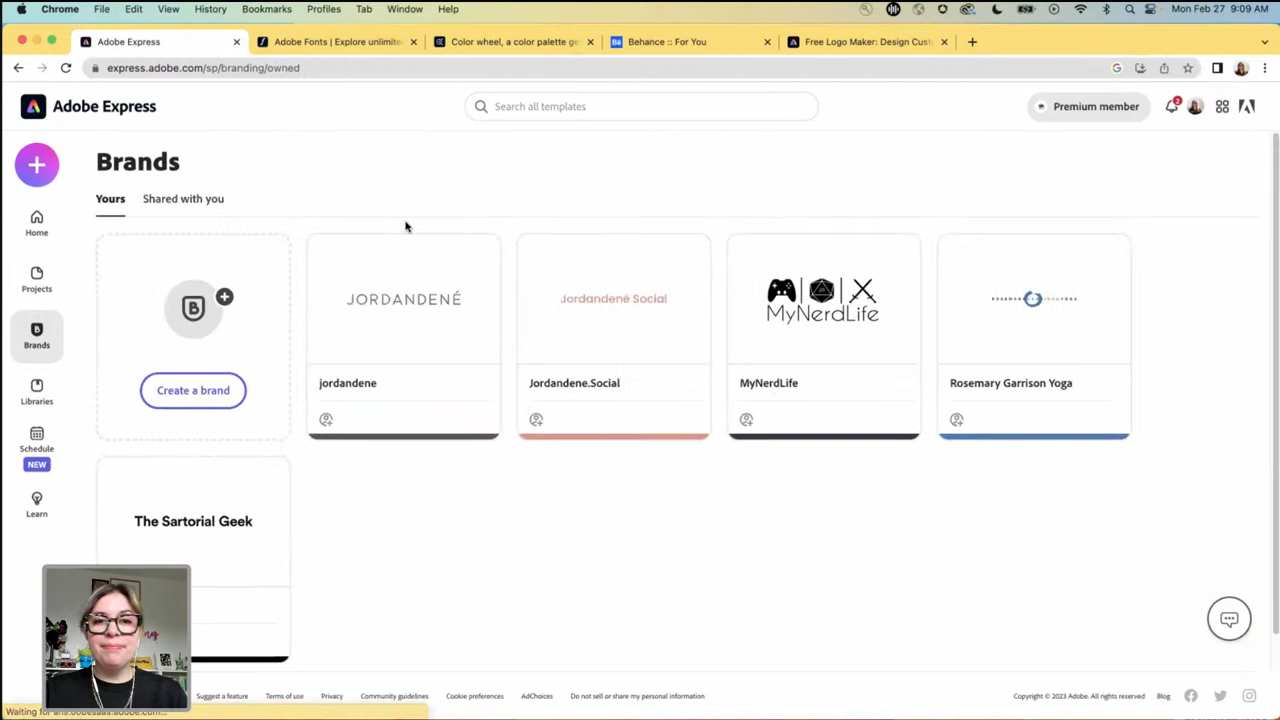 Chrome File Edit View History Bookmarks Profiles Tab Window Help Mon Feb 27 9:09 AM
Adobe Express
Adobe Fonts | Explore unlimite
Color wheel, a color palette ge
Behance :: For You
Free Logo Maker: Design Cust
express.adobe.com/sp/branding/owned
Adobe Express
Search all templates
Premium member
2
Brands
Yours Shared with you
Home
Projects
Brands
Libraries
Schedule
NEW
Learn
B
Create a brand
JORDANDENÉ
jordandene
Jordandené Social
Jordandene.Social
20
MyNerdLife
MyNerdLife
Rosemary Garrison Yoga
The Sartorial Geek
Suggest a feature Terms of use Privacy Community guidelines Cookie preferences AdChoices Do not sell or share my personal information Copyright © 2023 Adobe. All rights reserved Blog